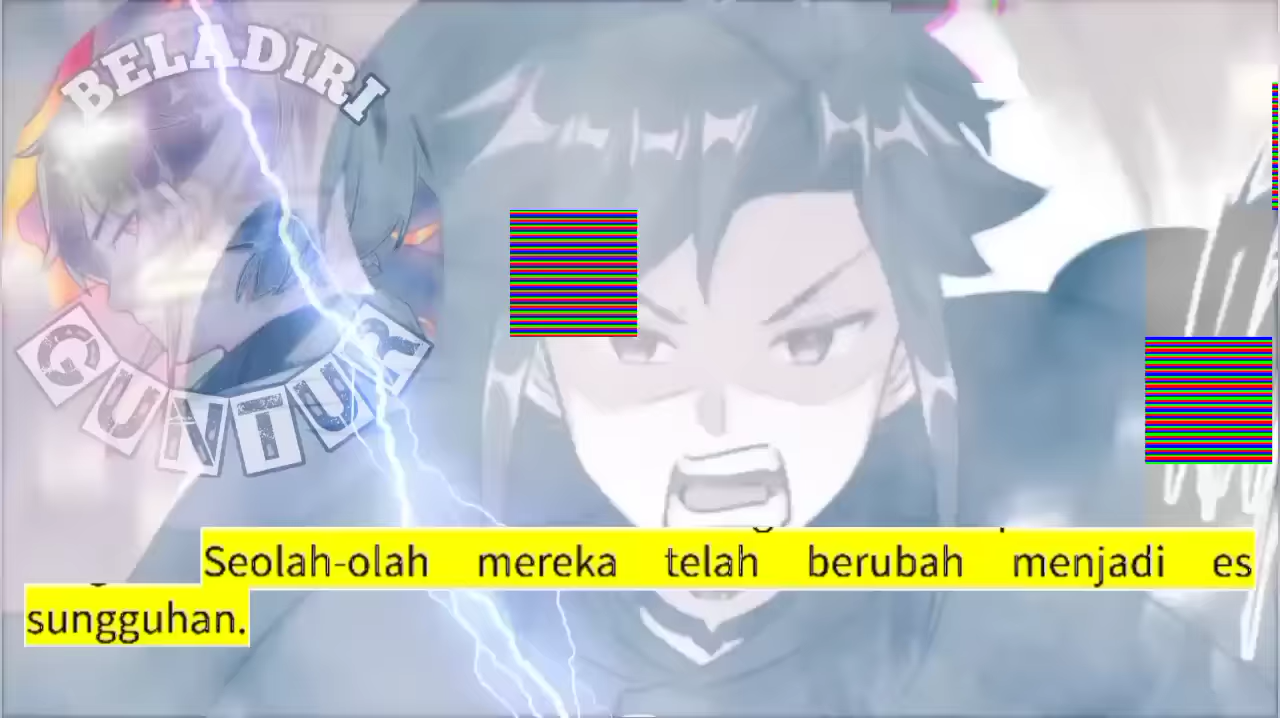 BELADIRI
GUNTUR
Seolah-olah mereka telah berubah menjadi es
sungguhan.